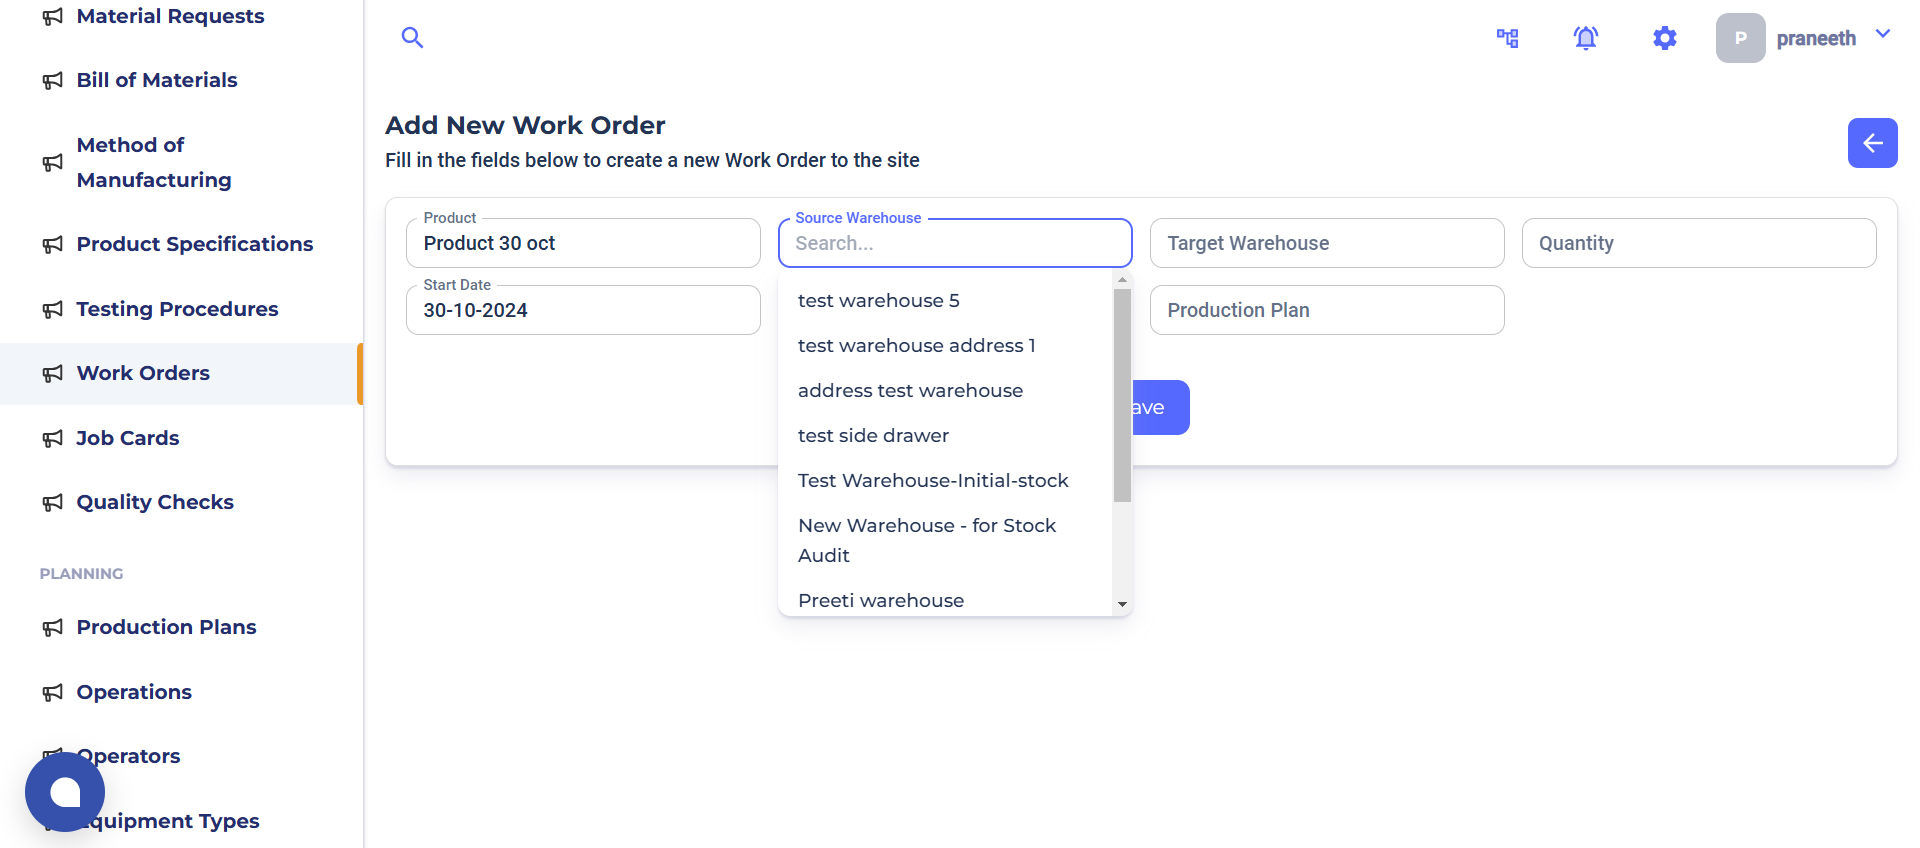 Material Requests
Bill of Materials
Method of
Manufacturing
Product Specifications
Testing Procedures
Work Orders
Job Cards
Quality Checks
PLANNING
Production Plans
Operations
Operators
quipment Types
P
praneeth
Add New Work Order
Fill in the fields below to create a new Work Order to the site
Product
Product 30 oct
Source Warehouse
Search...
Target Warehouse
Quantity
Start Date
30-10-2024
Production Plan
test warehouse 5
test warehouse address 1
address test warehouse
test side drawer
Test Warehouse-Initial-stock
New Warehouse - for Stock
Audit
Preeti warehouse
ave